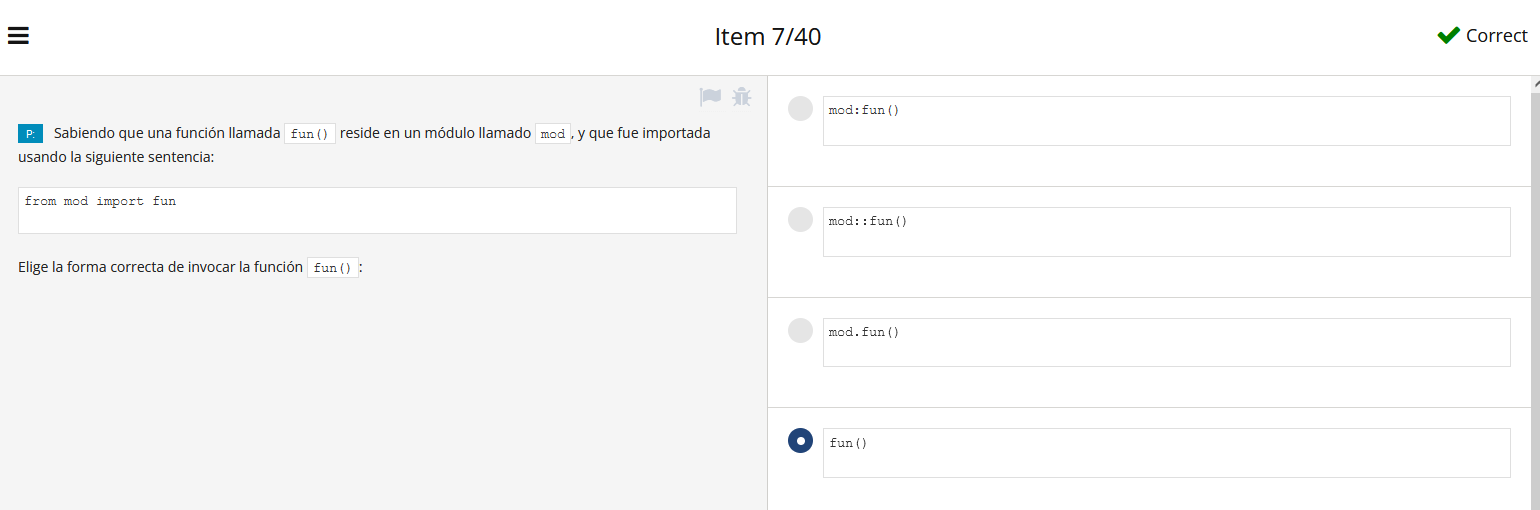 Item 7/40
Correct
P: Sabiendo que una función llamada fun() reside en un módulo llamado mod, y que fue importada
usando la siguiente sentencia:
from mod import fun
Elige la forma correcta de invocar la función fun():
mod:fun()
mod::fun()
mod.fun()
fun()